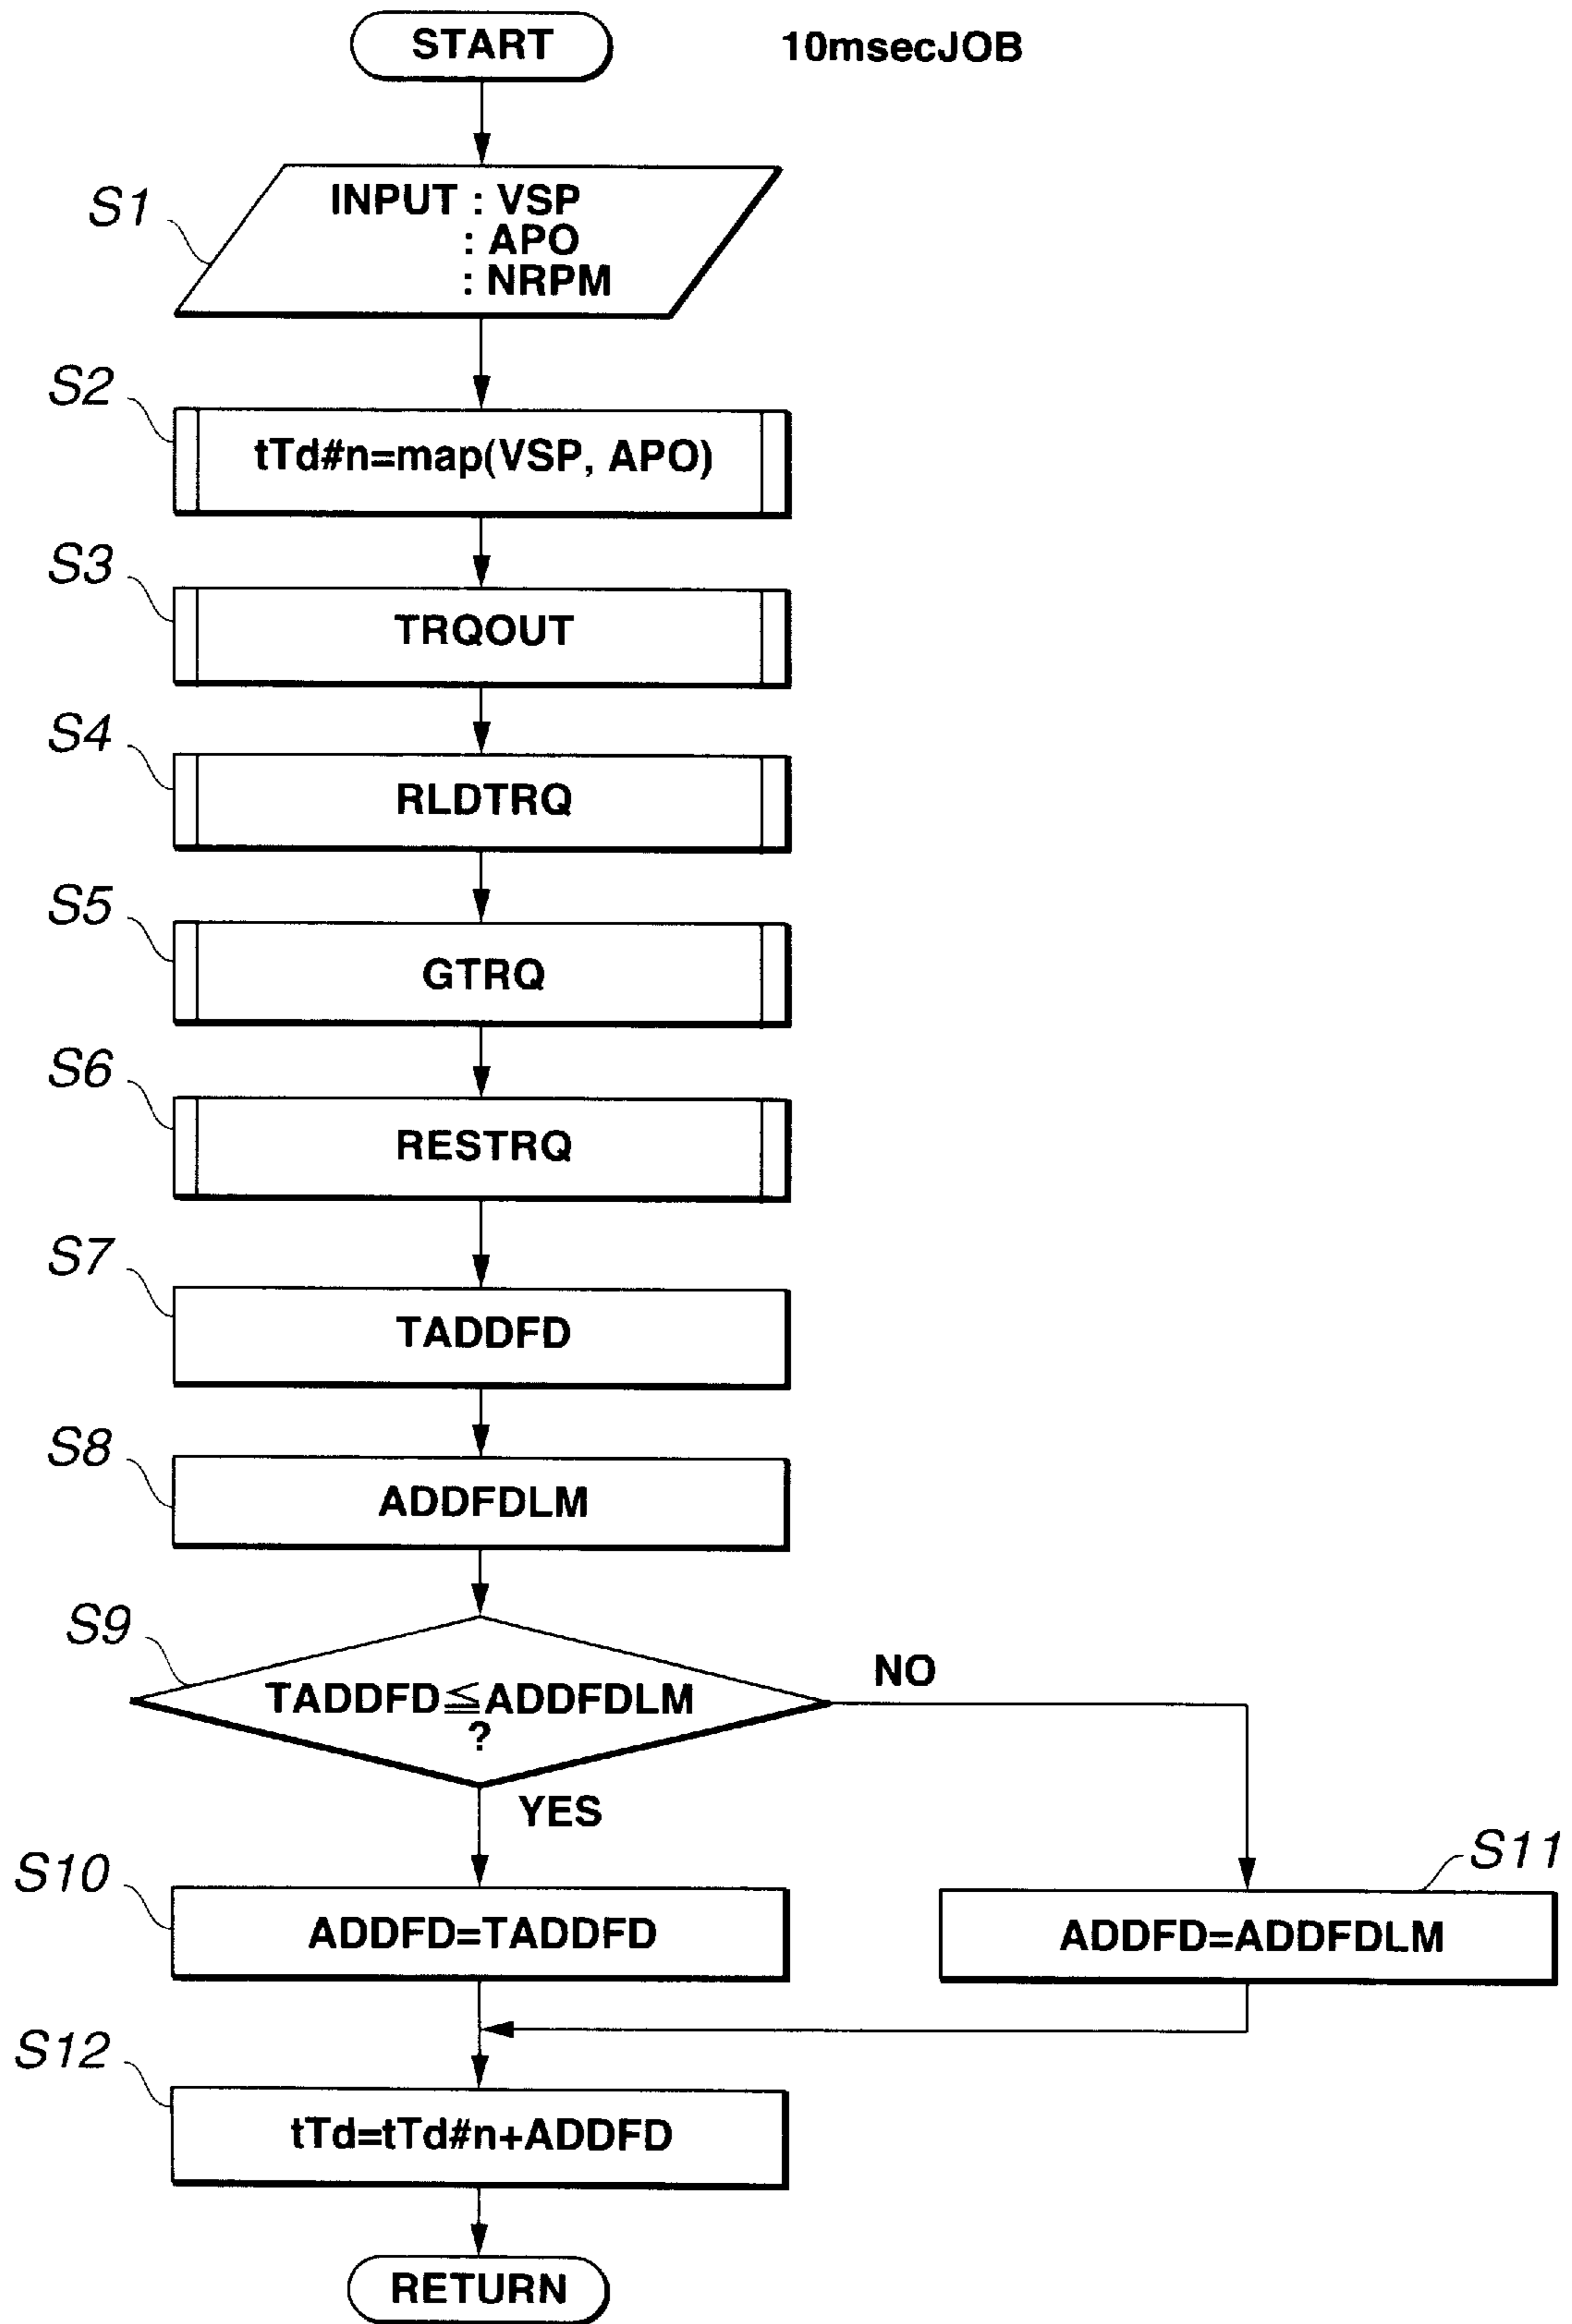 START
10msecJOB
S1
INPUT : VSP
: APO
: NRPM
S2
tTd#n=map(VSP, APO)
S3
TRQOUT
S4
RLDTRQ
S5
GTRQ
S6
RESTRQ
S7
TADDFD
S8
ADDFDLM
S9
TADDFD≦ADDFDLM
?
NO
YES
S10
ADDFD=TADDFD
S11
ADDFD=ADDFDLM
S12
tTd=tTd#n+ADDFD
RETURN